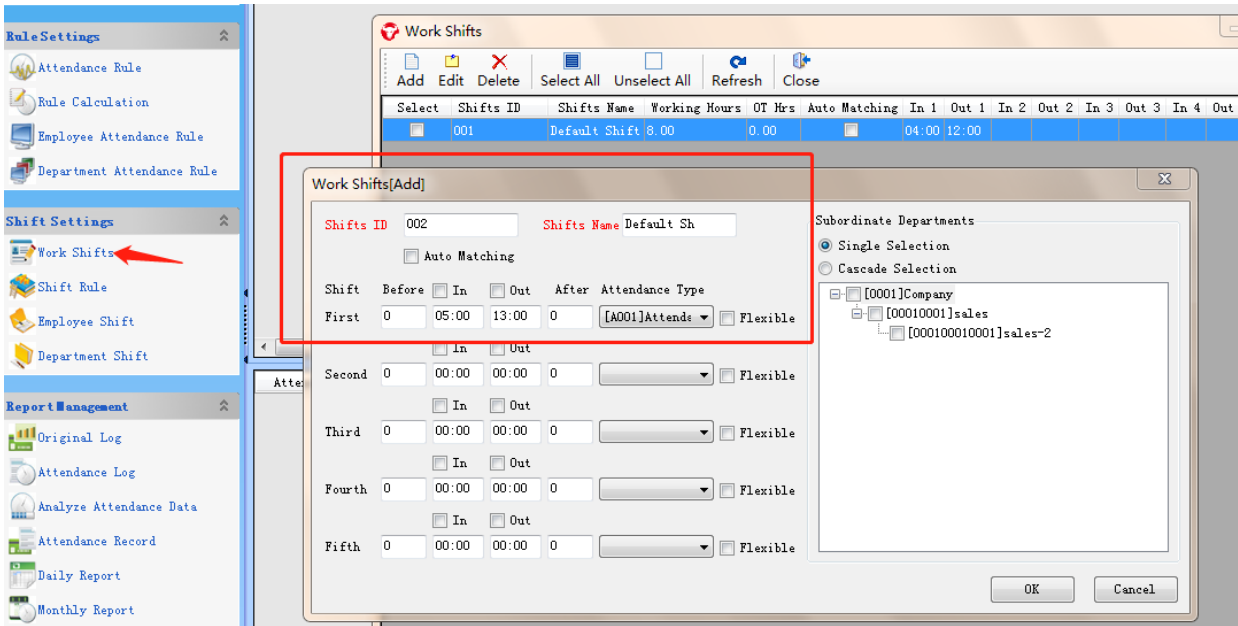 Rule Settings
Attendance Rule
Rule Calculation
Employee Attendance Rule
Department Attendance Rule
Shift Settings
Work Shifts
Shift Rule
Employee Shift
Department Shift
Report Management
Original Log
Attendance Log
Analyze Attendance Data
Attendance Record
Daily Report
Monthly Report
Work Shifts
Add Edit Delete Select All Unselect All Refresh Close
Select Shifts ID Shifts Name Working Hours OT Hrs Auto Matching In 1 Out 1 In 2 Out 2 In 3 Out 3 In 4 Out
001 Default Shift 8.00 0.00 04:00 12:00
Work Shifts[Add]
Shifts ID 002 Shifts Name Default Sh
Auto Matching
Shift Before In Out After Attendance Type
First 0 05:00 13:00 0 [A001]Attenda Flexible
In Out
Second 0 00:00 00:00 0 Flexible
In Out
Third 0 00:00 00:00 0 Flexible
In Out
Fourth 0 00:00 00:00 0 Flexible
In Out
Fifth 0 00:00 00:00 0 Flexible
Subordinate Departments
Single Selection
Cascade Selection
[0001]Company
[00010001]sales
[000100010001]sales-2
OK Cancel